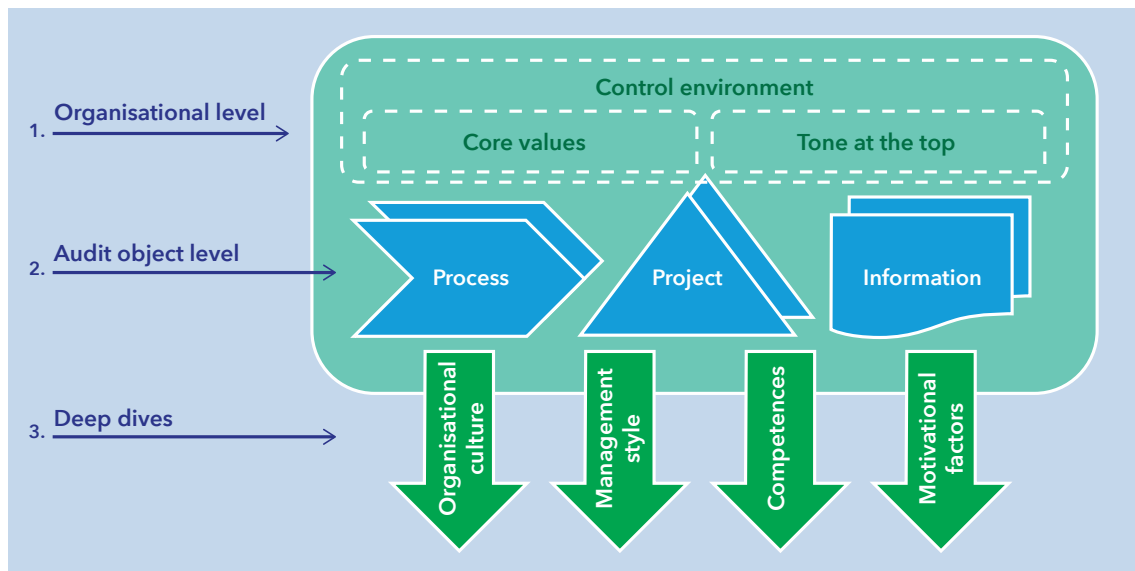 Control environment
1. Organisational level
Core values
Tone at the top
2. Audit object level
Process
Project
Information
3. Deep dives
Organisational
culture
Management
style
Competences
Motivational
factors